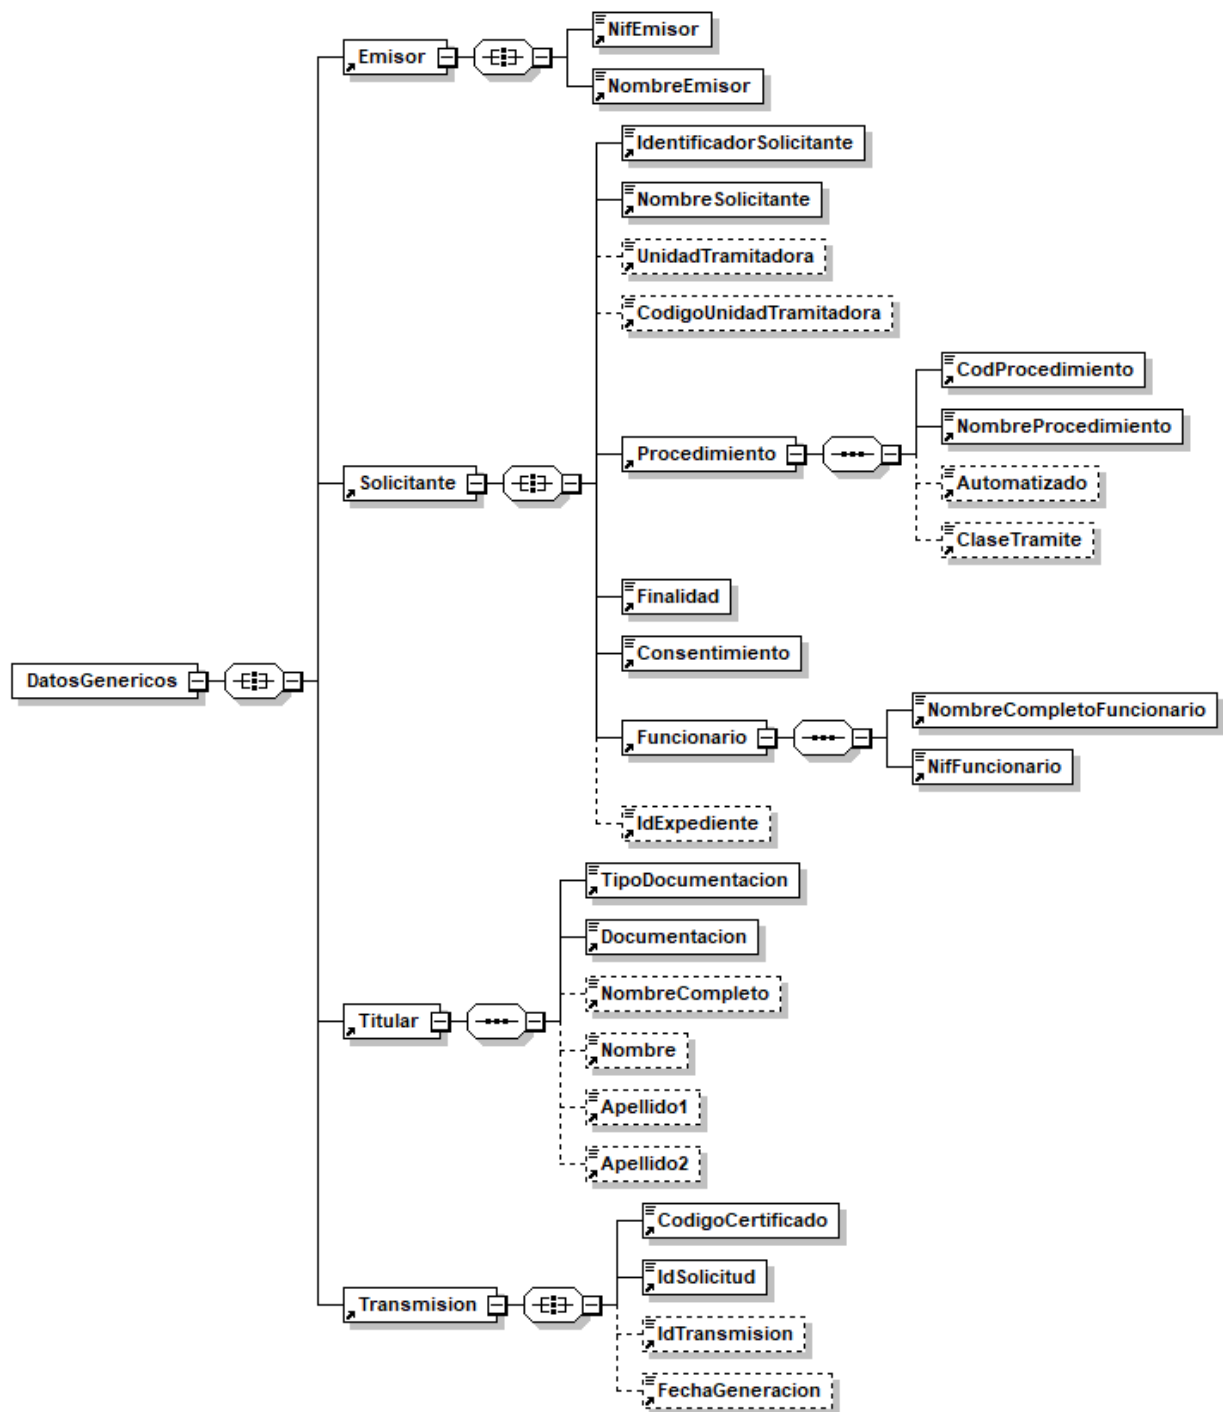 NifEmisor
Emisor
NombreEmisor
IdentificadorSolicitante
NombreSolicitante
UnidadTramitadora
CodigoUnidadTramitadora
CodProcedimiento
NombreProcedimiento
Procedimiento
Solicitante
Automatizado
ClaseTramite
Finalidad
Consentimiento
DatosGenericos
NombreCompletoFuncionario
Funcionario
NifFuncionario
IdExpediente
TipoDocumentacion
Documentacion
NombreCompleto
Titular
Nombre
Apellido1
Apellido2
CodigoCertificado
IdSolicitud
Transmision
IdTransmision
FechaGeneracion